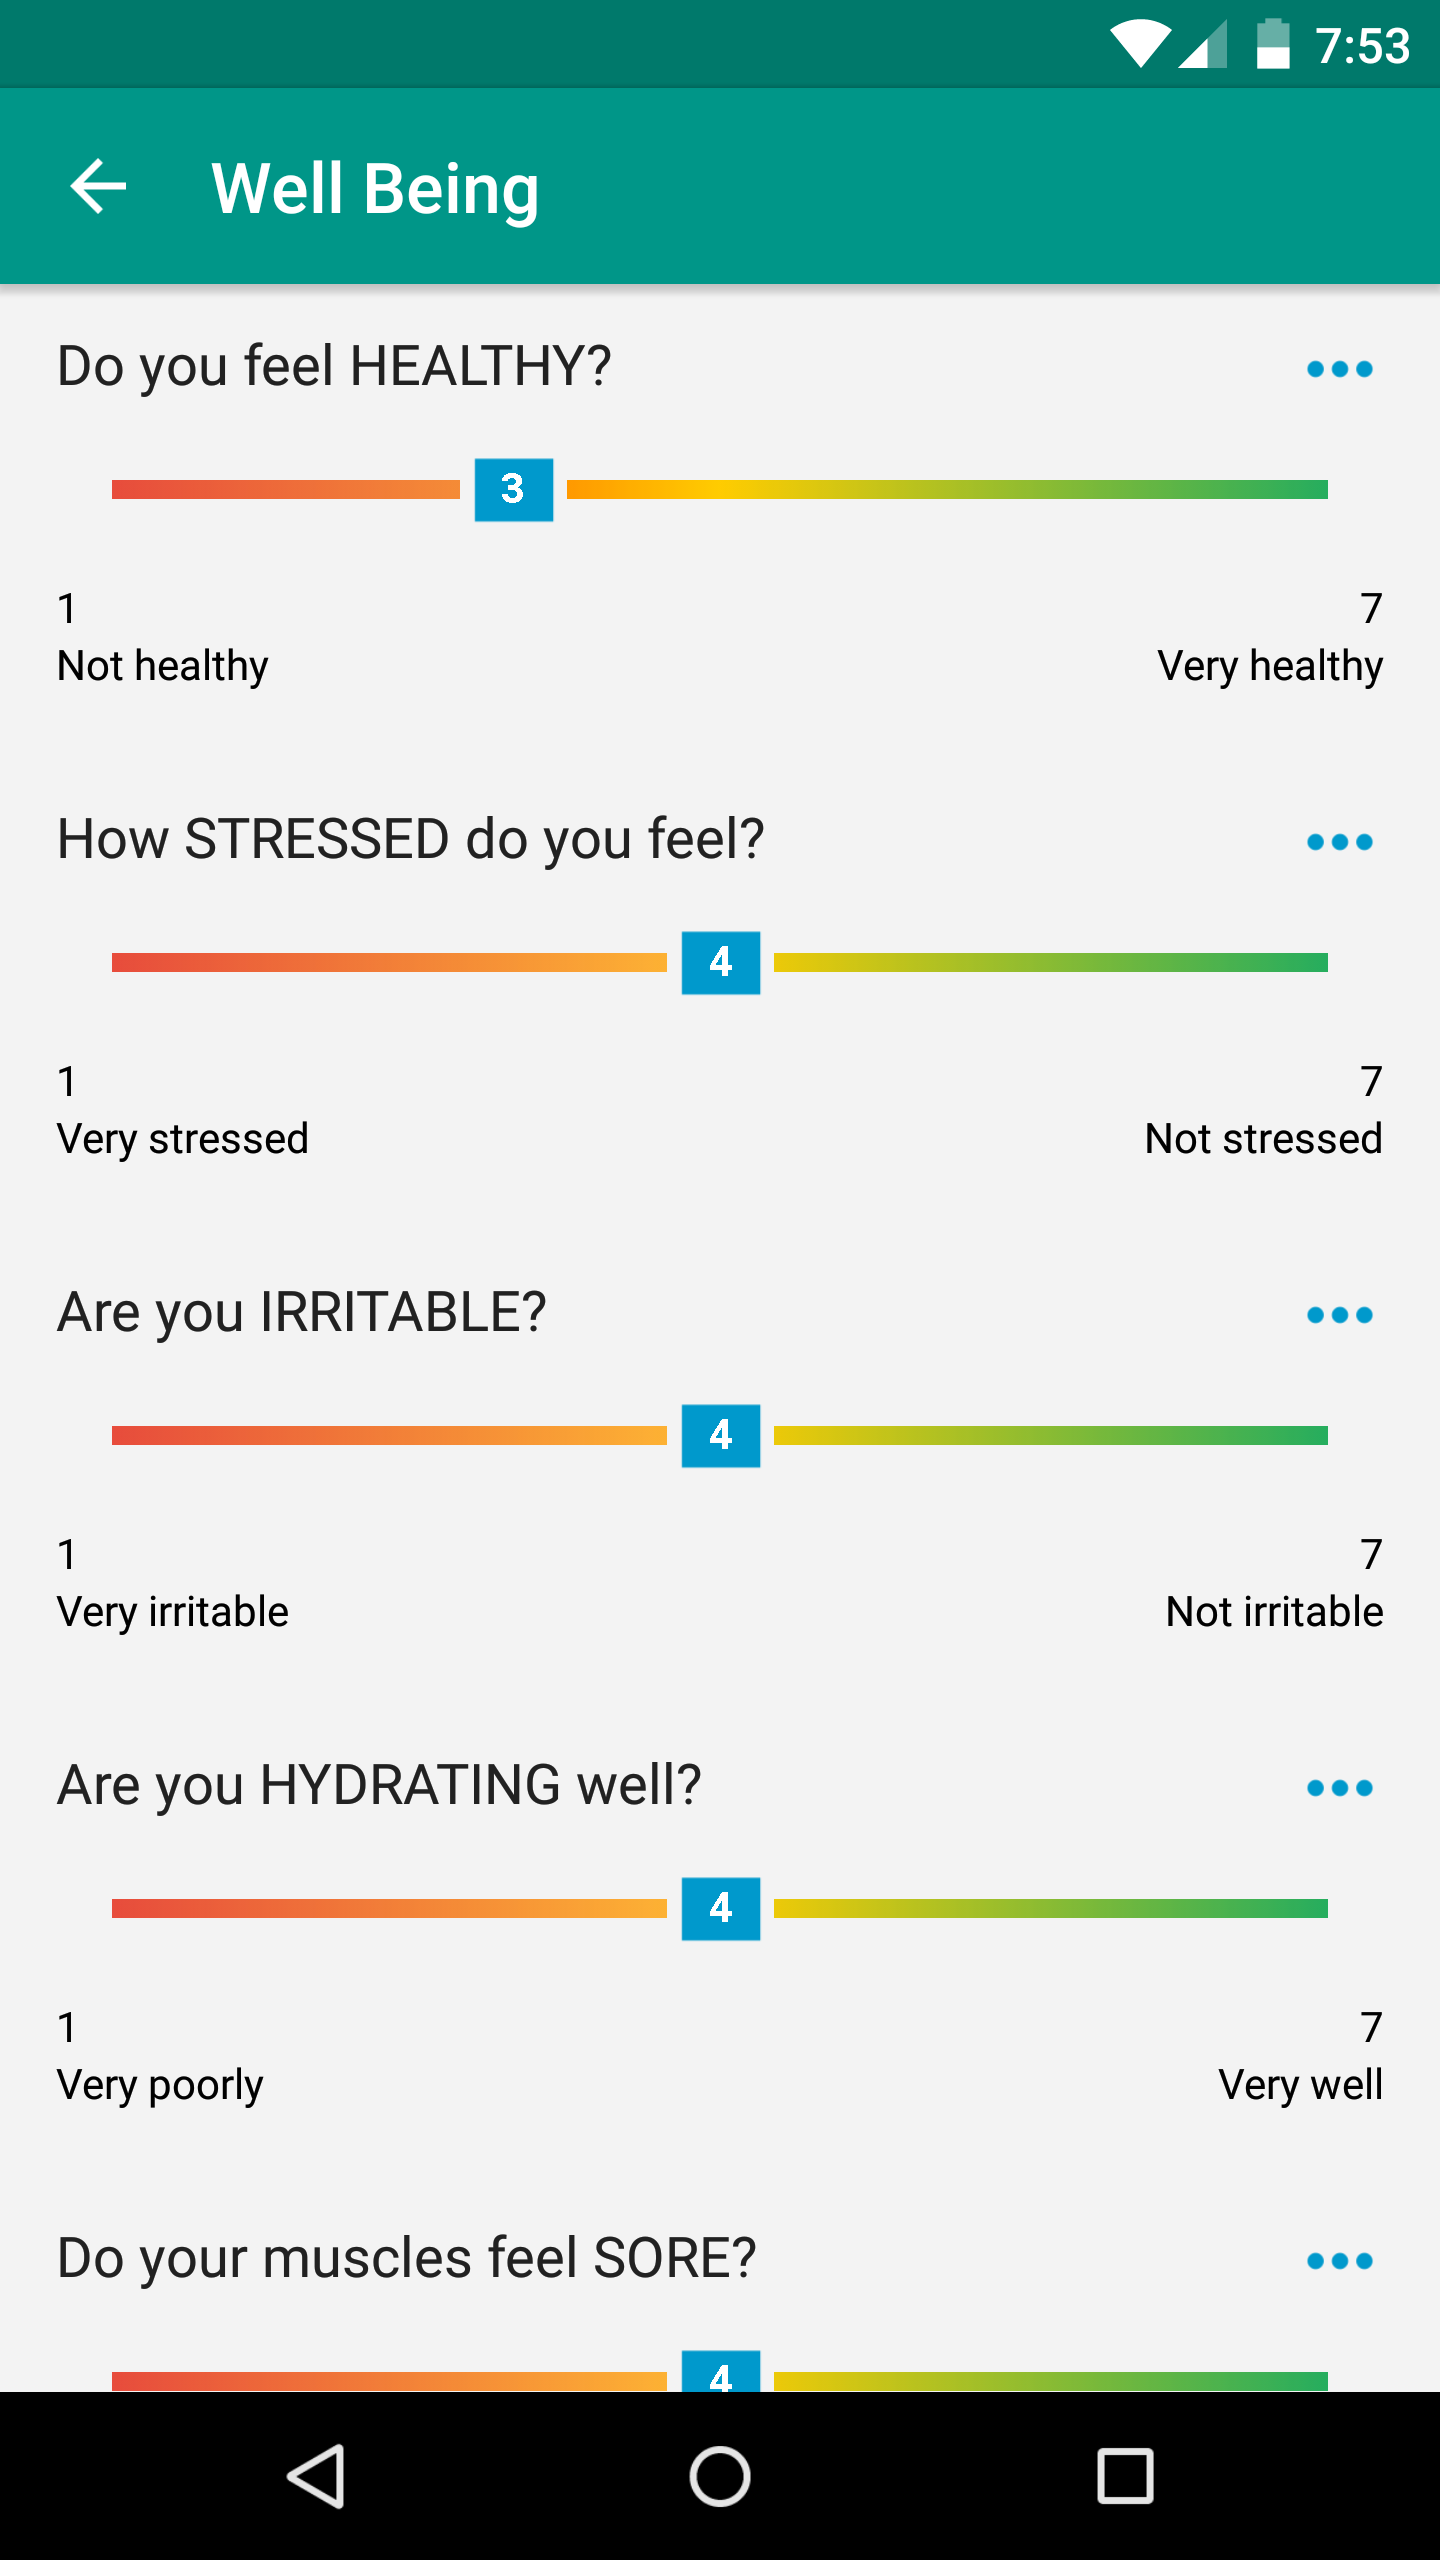 7:53
Well Being
Do you feel HEALTHY?
3
1
7
Not healthy
Very healthy
How STRESSED do you feel?
4
1
7
Very stressed
Not stressed
Are you IRRITABLE?
4
1
7
Very irritable
Not irritable
Are you HYDRATING well?
4
1
7
Very poorly
Very well
Do your muscles feel SORE?
4